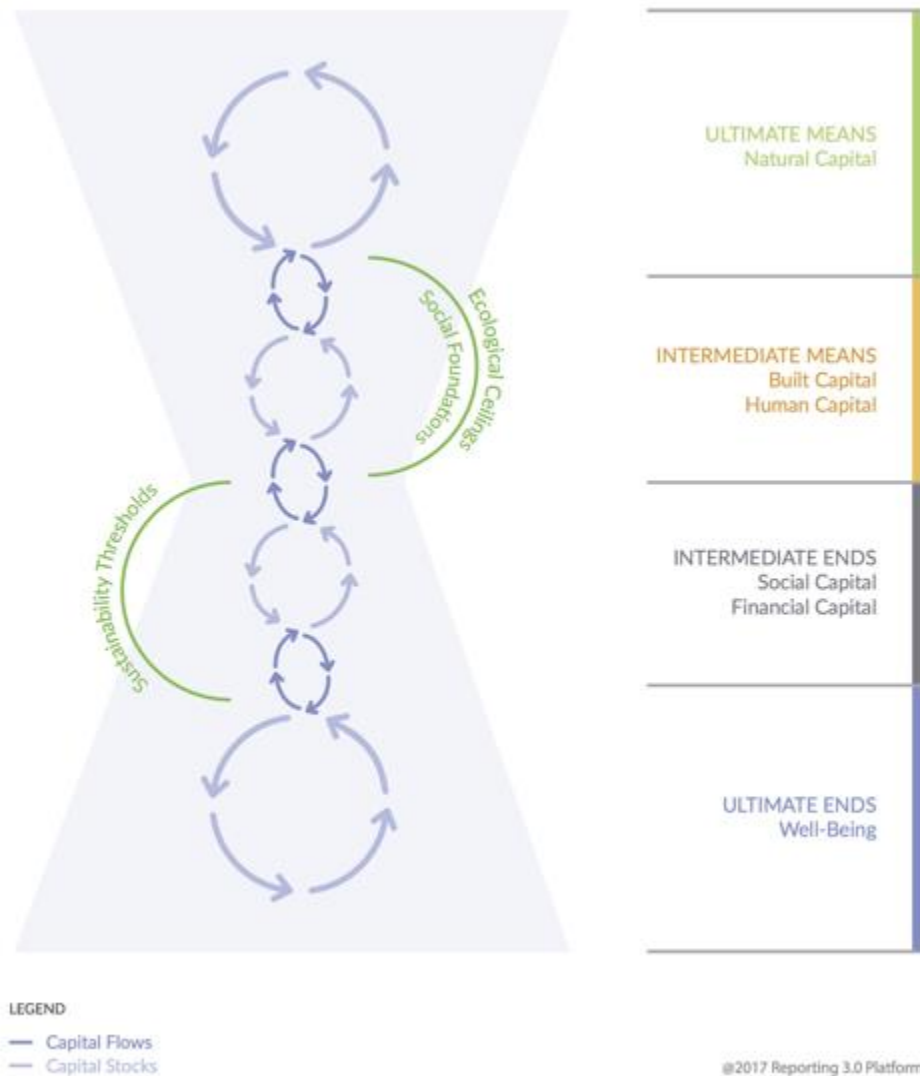 ULTIMATE MEANS
Natural Capital
Ecological Ceilings
Social Foundations
INTERMEDIATE MEANS
Built Capital
Human Capital
Sustainability Thresholds
INTERMEDIATE ENDS
Social Capital
Financial Capital
ULTIMATE ENDS
Well-Being
LEGEND
Capital Flows
Capital Stocks
@2017 Reporting 3.0 Platform